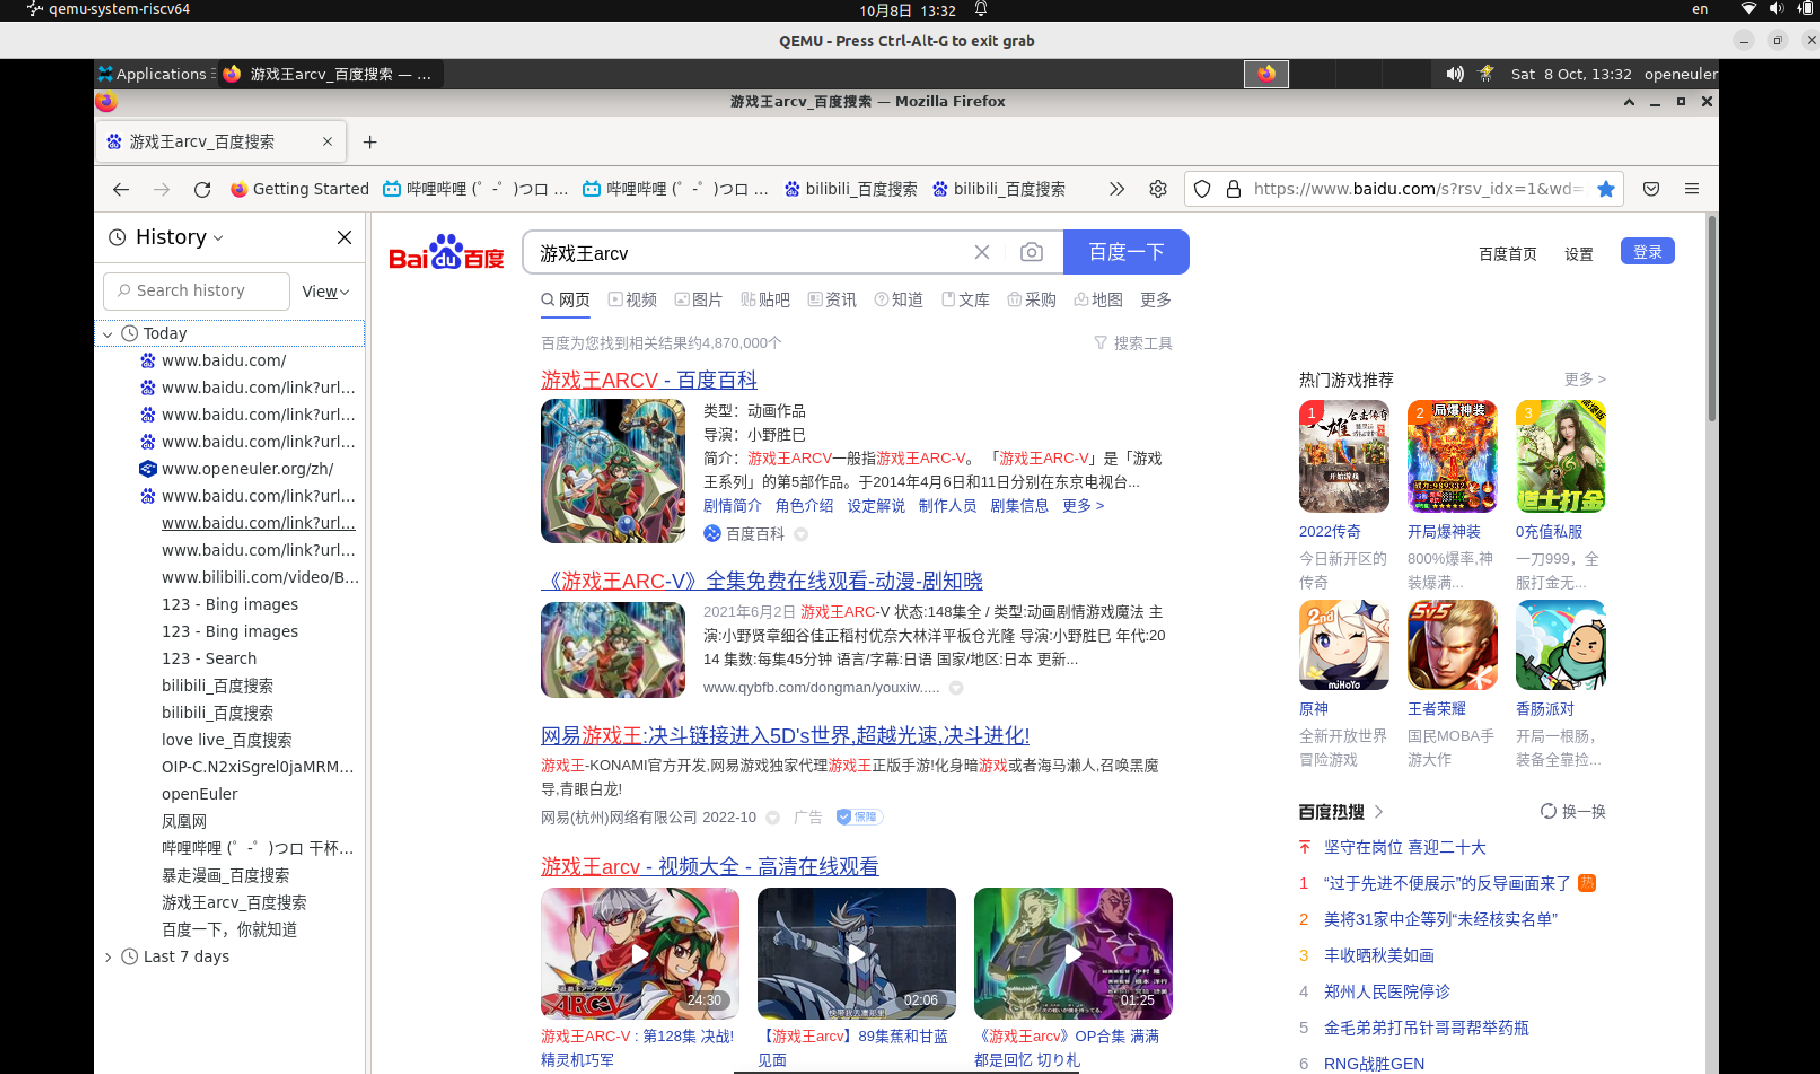 qemu-system-riscv64
10月8日 13:32
en
QEMU - Press Ctrl-Alt-G to exit grab
Applications
游戏王arcv_百度搜索 — ...
Sat 8 Oct, 13:32
openeuler
游戏王arcv_百度搜索 — Mozilla Firefox
游戏王arcv_百度搜索
Getting Started
哔哩哔哩 (゜-゜)つロ ...
哔哩哔哩 (゜-゜)つロ ...
bilibili_百度搜索
bilibili_百度搜索
https://www.baidu.com/s?rsv_idx=1&wd=
History
Search history
View
Today
www.baidu.com/
www.baidu.com/link?url...
www.baidu.com/link?url...
www.baidu.com/link?url...
www.openeuler.org/zh/
www.baidu.com/link?url...
www.baidu.com/link?url...
www.baidu.com/link?url...
www.bilibili.com/video/B...
123 - Bing images
123 - Bing images
123 - Search
bilibili_百度搜索
bilibili_百度搜索
love live_百度搜索
OIP-C.N2xiSgrel0jaMRM...
openEuler
凤凰网
哔哩哔哩 (゜-゜)つロ 干杯...
暴走漫画_百度搜索
游戏王arcv_百度搜索
百度一下，你就知道
Last 7 days
Bai du 百度
游戏王arcv
百度一下
百度首页
设置
登录
网页
视频
图片
贴吧
资讯
知道
文库
采购
地图
更多
百度为您找到相关结果约4,870,000个
搜索工具
游戏王ARCV - 百度百科
类型：动画作品
导演：小野胜巳
简介：游戏王ARCV一般指游戏王ARC-V。「游戏王ARC-V」是「游戏
王系列」的第5部作品。于2014年4月6日和11日分别在东京电视台...
剧情简介 角色介绍 设定解说 制作人员 剧集信息 更多 >
百度百科
《游戏王ARC-V》全集免费在线观看-动漫-剧知晓
2021年6月2日 游戏王ARC-V 状态:148集全 / 类型:动画剧情游戏魔法 主
演:小野贤章细谷佳正稻村优奈大林洋平板仓光隆 导演:小野胜巳 年代:20
14 集数:每集45分钟 语言/字幕:日语 国家/地区:日本 更新...
www.qybfb.com/dongman/youxiw.....
网易游戏王:决斗链接进入5D's世界,超越光速,决斗进化!
游戏王-KONAMI官方开发,网易游戏独家代理游戏王正版手游!化身暗游戏或者海马濑人,召唤黑魔
导,青眼白龙!
网易(杭州)网络有限公司 2022-10
广告
保障
游戏王arcv - 视频大全 - 高清在线观看
ARCV
24:30
02:06
01:25
游戏王ARC-V : 第128集 决战!
精灵机巧军
【游戏王arcv】89集蕉和甘蓝
见面
《游戏王arcv》OP合集 满满
都是回忆 切り札
热门游戏推荐
更多 >
1
开始游戏
2
局爆神装
3
道士打金
2022传奇
今日新开区的
传奇
开局爆神装
800%爆率,神
装爆满...
0充值私服
一刀999，全
服打金无...
2nd
miHoYo
5V5
原神
全新开放世界
冒险游戏
王者荣耀
国民MOBA手
游大作
香肠派对
开局一根肠，
装备全靠捡...
百度热搜
换一换
坚守在岗位 喜迎二十大
1 “过于先进不便展示”的反导画面来了 热
2 美将31家中企等列“未经核实名单”
3 丰收晒秋美如画
4 郑州人民医院停诊
5 金毛弟弟打吊针哥哥帮举药瓶
6 RNG战胜GEN